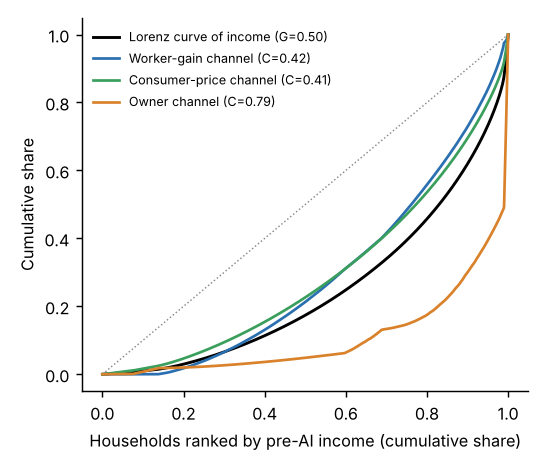 Lorenz curve of income (G=0.50)
Worker-gain channel (C=0.42)
Consumer-price channel (C=0.41)
Owner channel (C=0.79)
1.0
0.8
0.6
0.4
0.2
0.0
Cumulative share
0.0 0.2 0.4 0.6 0.8 1.0
Households ranked by pre-AI income (cumulative share)